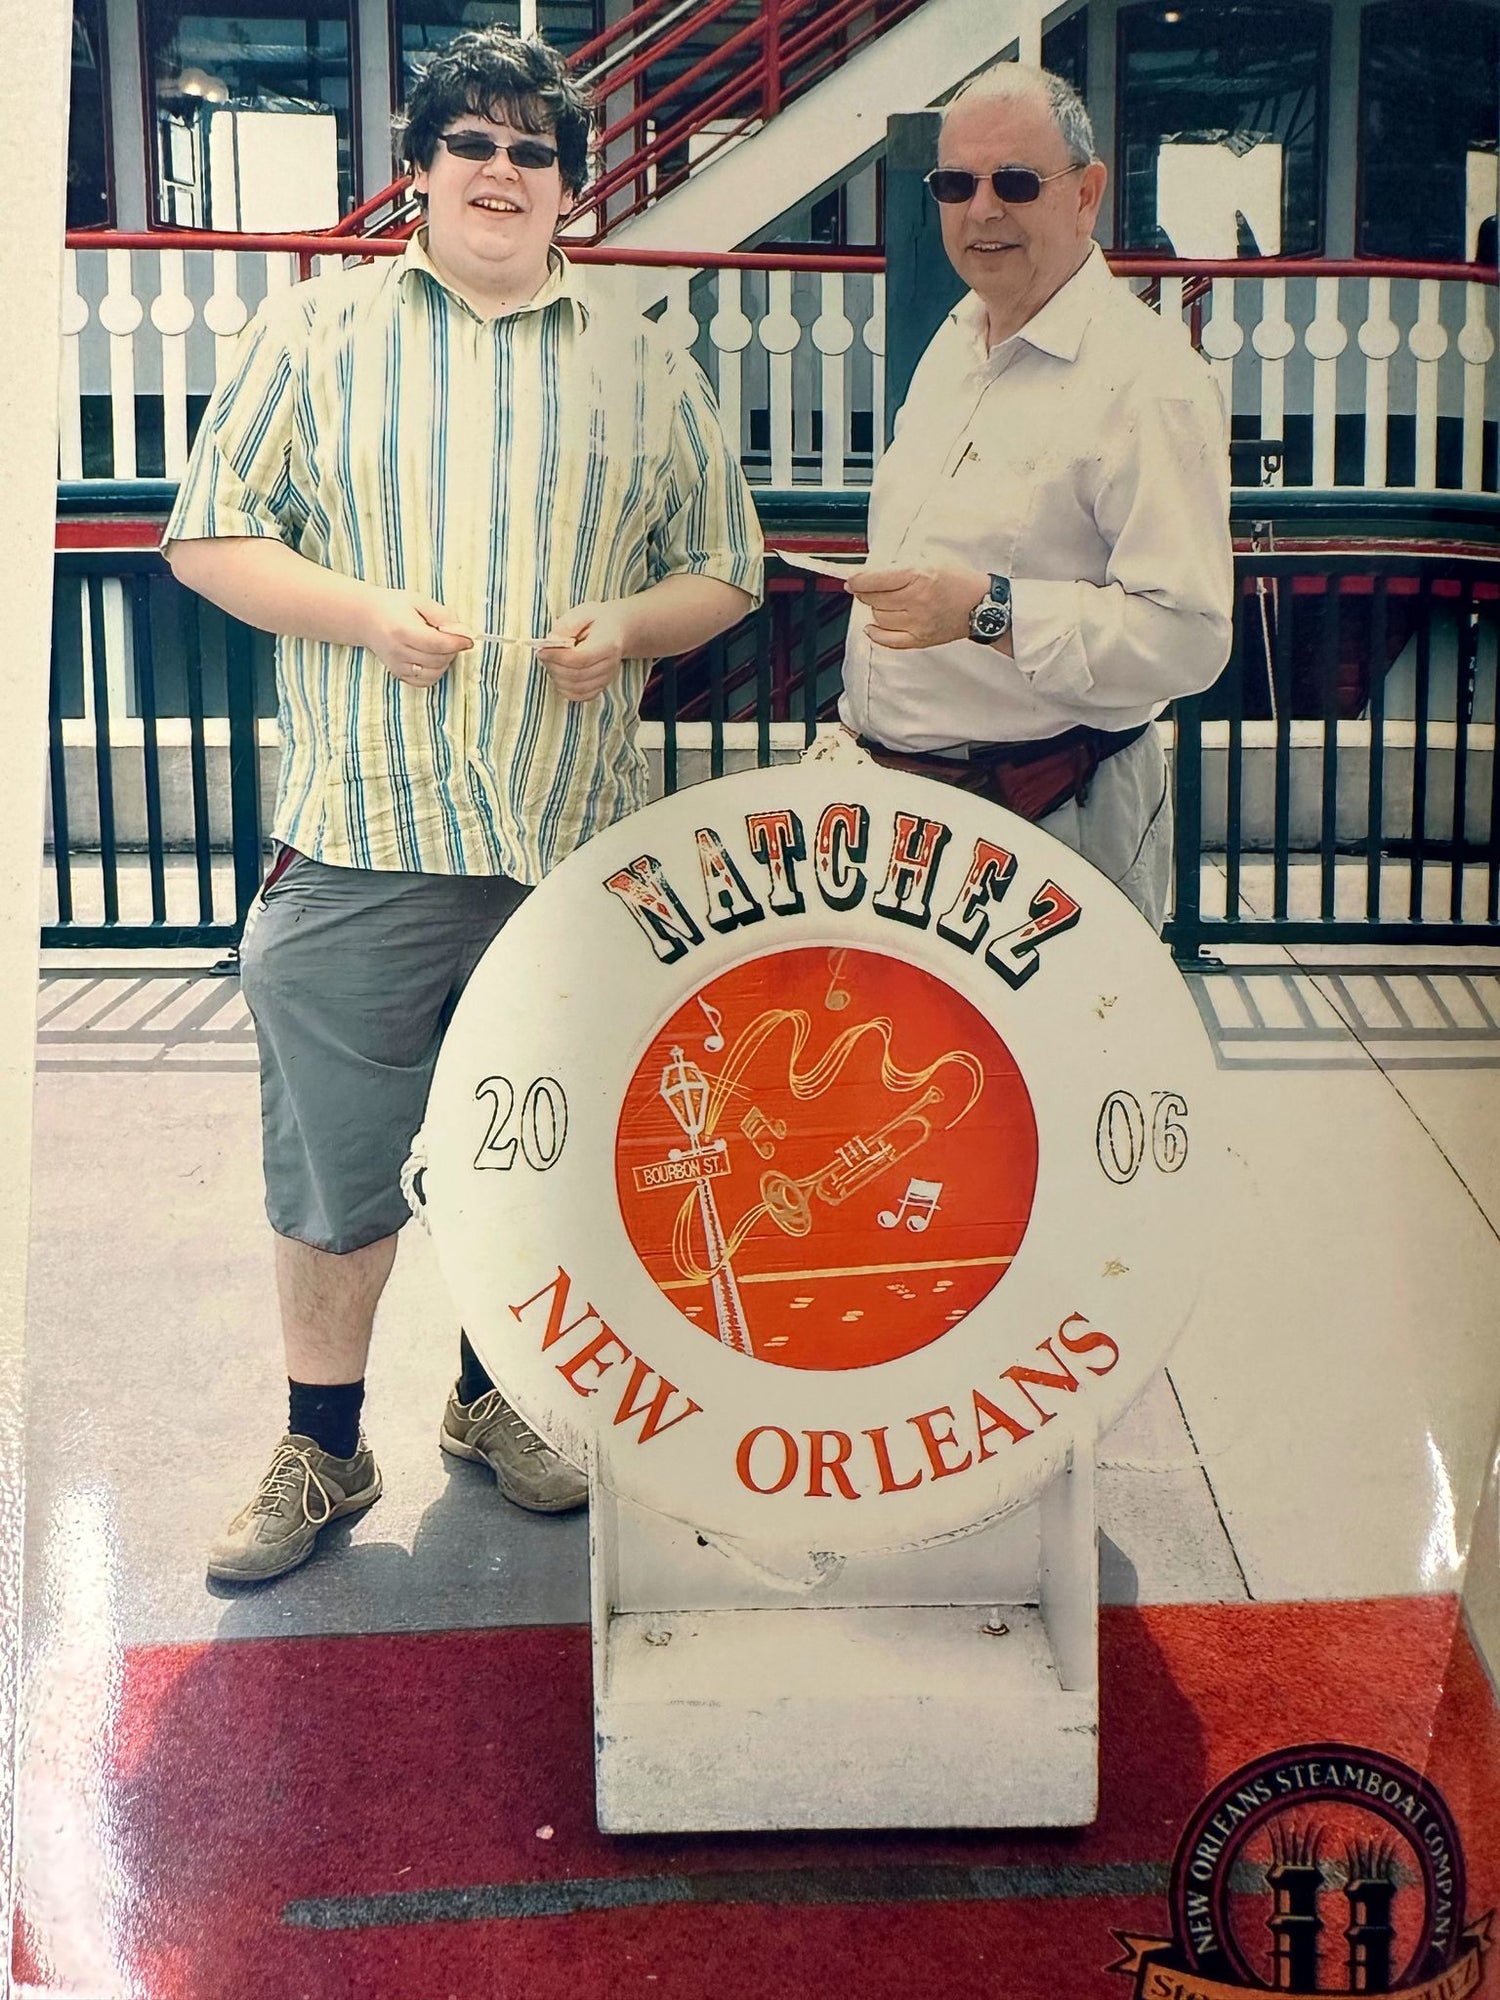 NATCHEZ
20 06
BOURBON ST.
NEW ORLEANS
NEW ORLEANS STEAMBOAT COMPANY